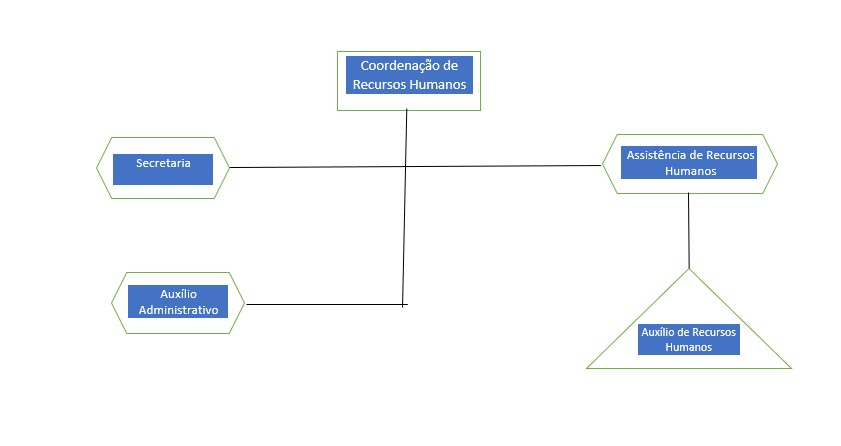 Coordenação de
Recursos Humanos
Secretaria
Assistência de Recursos
Humanos
Auxílio
Administrativo
Auxílio de Recursos
Humanos